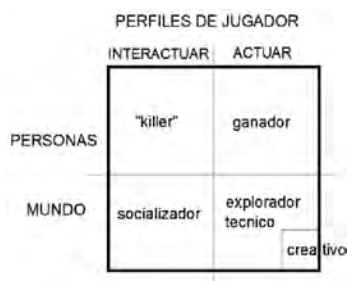 PERFILES DE JUGADOR
INTERACTUAR ACTUAR
PERSONAS
"killer" ganador
MUNDO
socializador
explorador
tecnico
creativo